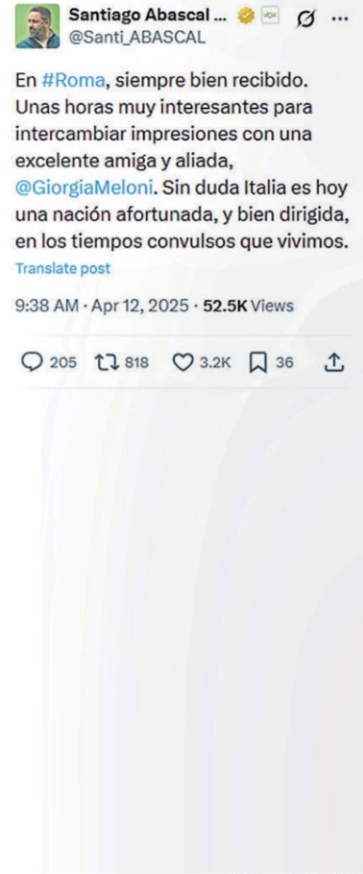 Santiago Abascal ...
@Santi_ABASCAL
En #Roma, siempre bien recibido.
Unas horas muy interesantes para
intercambiar impresiones con una
excelente amiga y aliada,
@GiorgiaMeloni. Sin duda Italia es hoy
una nación afortunada, y bien dirigida,
en los tiempos convulsos que vivimos.
Translate post
9:38 AM · Apr 12, 2025 · 52.5K Views
205 818 3.2K 36